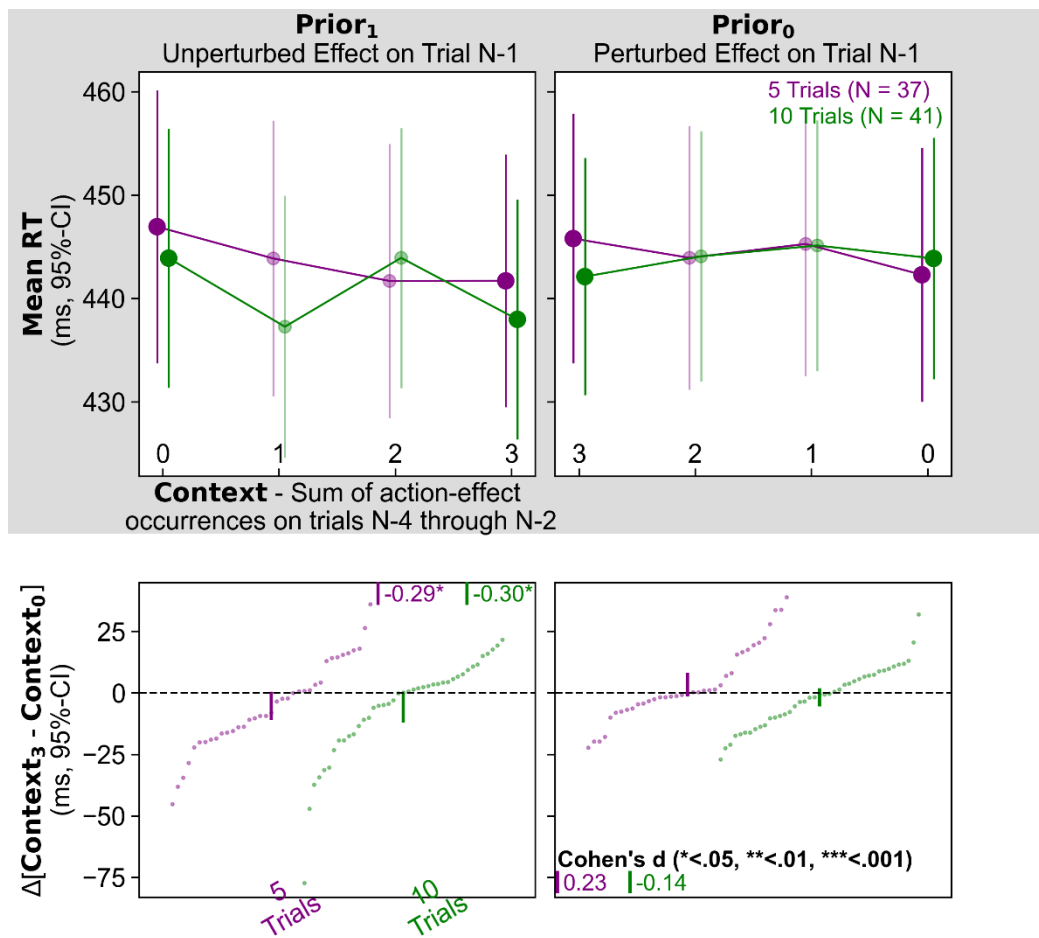 Prior₁
Unperturbed Effect on Trial N-1
Prior₀
Perturbed Effect on Trial N-1
5 Trials (N = 37)
10 Trials (N = 41)
Mean RT
(ms, 95%-CI)
460
450
440
430
0 1 2 3
3 2 1 0
Context - Sum of action-effect
occurrences on trials N-4 through N-2
Δ[Context₃ - Context₀]
(ms, 95%-CI)
25
0
−25
−50
−75
-0.29* -0.30*
5
Trials
10
Trials
Cohen's d (*<.05, **<.01, ***<.001)
0.23 -0.14